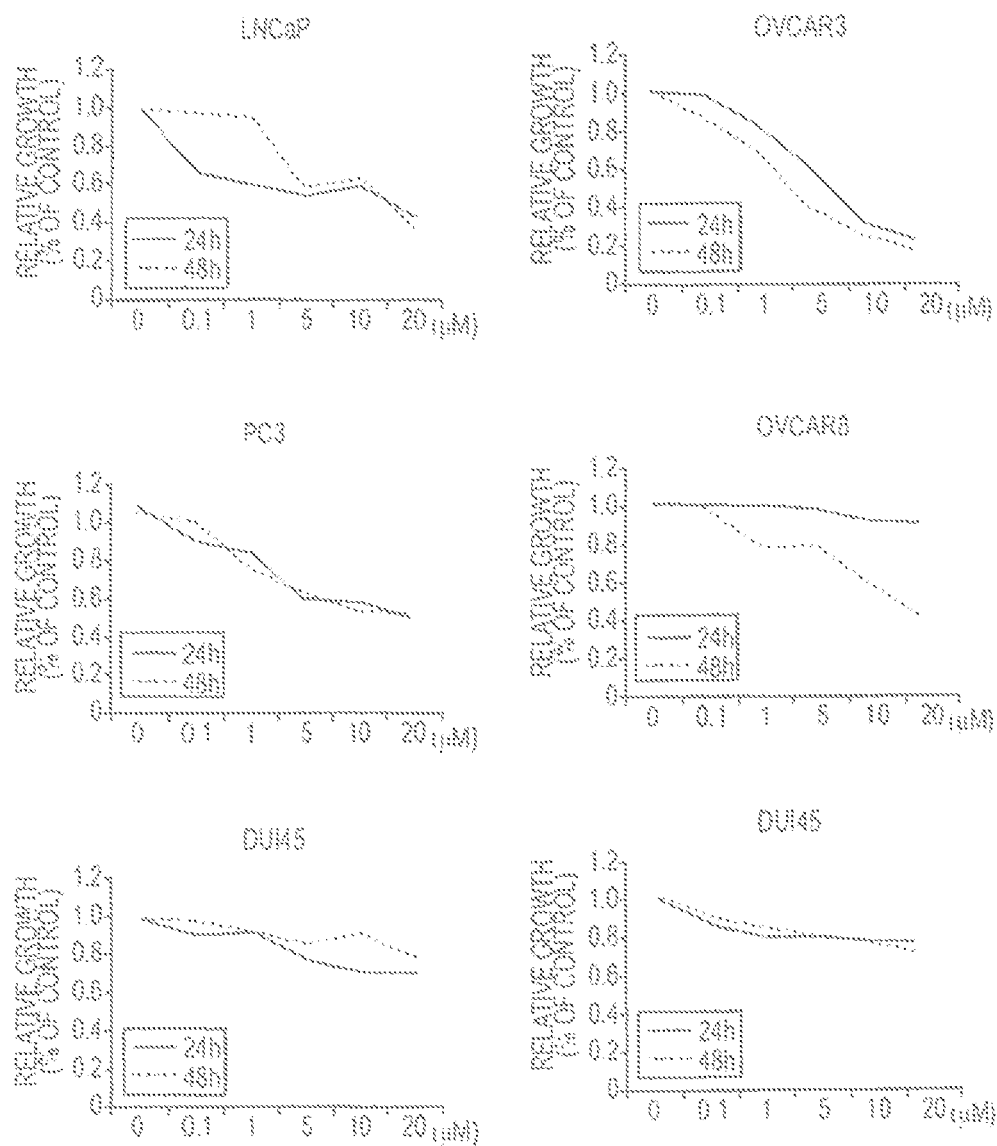 LNCaP
RELATIVE GROWTH
(% OF CONTROL)
1.2
1.0
0.8
0.6
0.4
0.2
0
24h
48h
0 0.1 1 5 10 20 (μM)
OVCAR3
RELATIVE GROWTH
(% OF CONTROL)
1.2
1.0
0.8
0.6
0.4
0.2
0
24h
48h
0 0.1 1 5 10 20 (μM)
PC3
RELATIVE GROWTH
(% OF CONTROL)
1.2
1.0
0.8
0.6
0.4
0.2
0
24h
48h
0 0.1 1 5 10 20 (μM)
OVCAR8
RELATIVE GROWTH
(% OF CONTROL)
1.2
1.0
0.8
0.6
0.4
0.2
0
24h
48h
0 0.1 1 5 10 20 (μM)
DUI45
RELATIVE GROWTH
(% OF CONTROL)
1.2
1.0
0.8
0.6
0.4
0.2
0
24h
48h
0 0.1 1 5 10 20 (μM)
DUI45
RELATIVE GROWTH
(% OF CONTROL)
1.2
1.0
0.8
0.6
0.4
0.2
0
24h
48h
0 0.1 1 5 10 20 (μM)